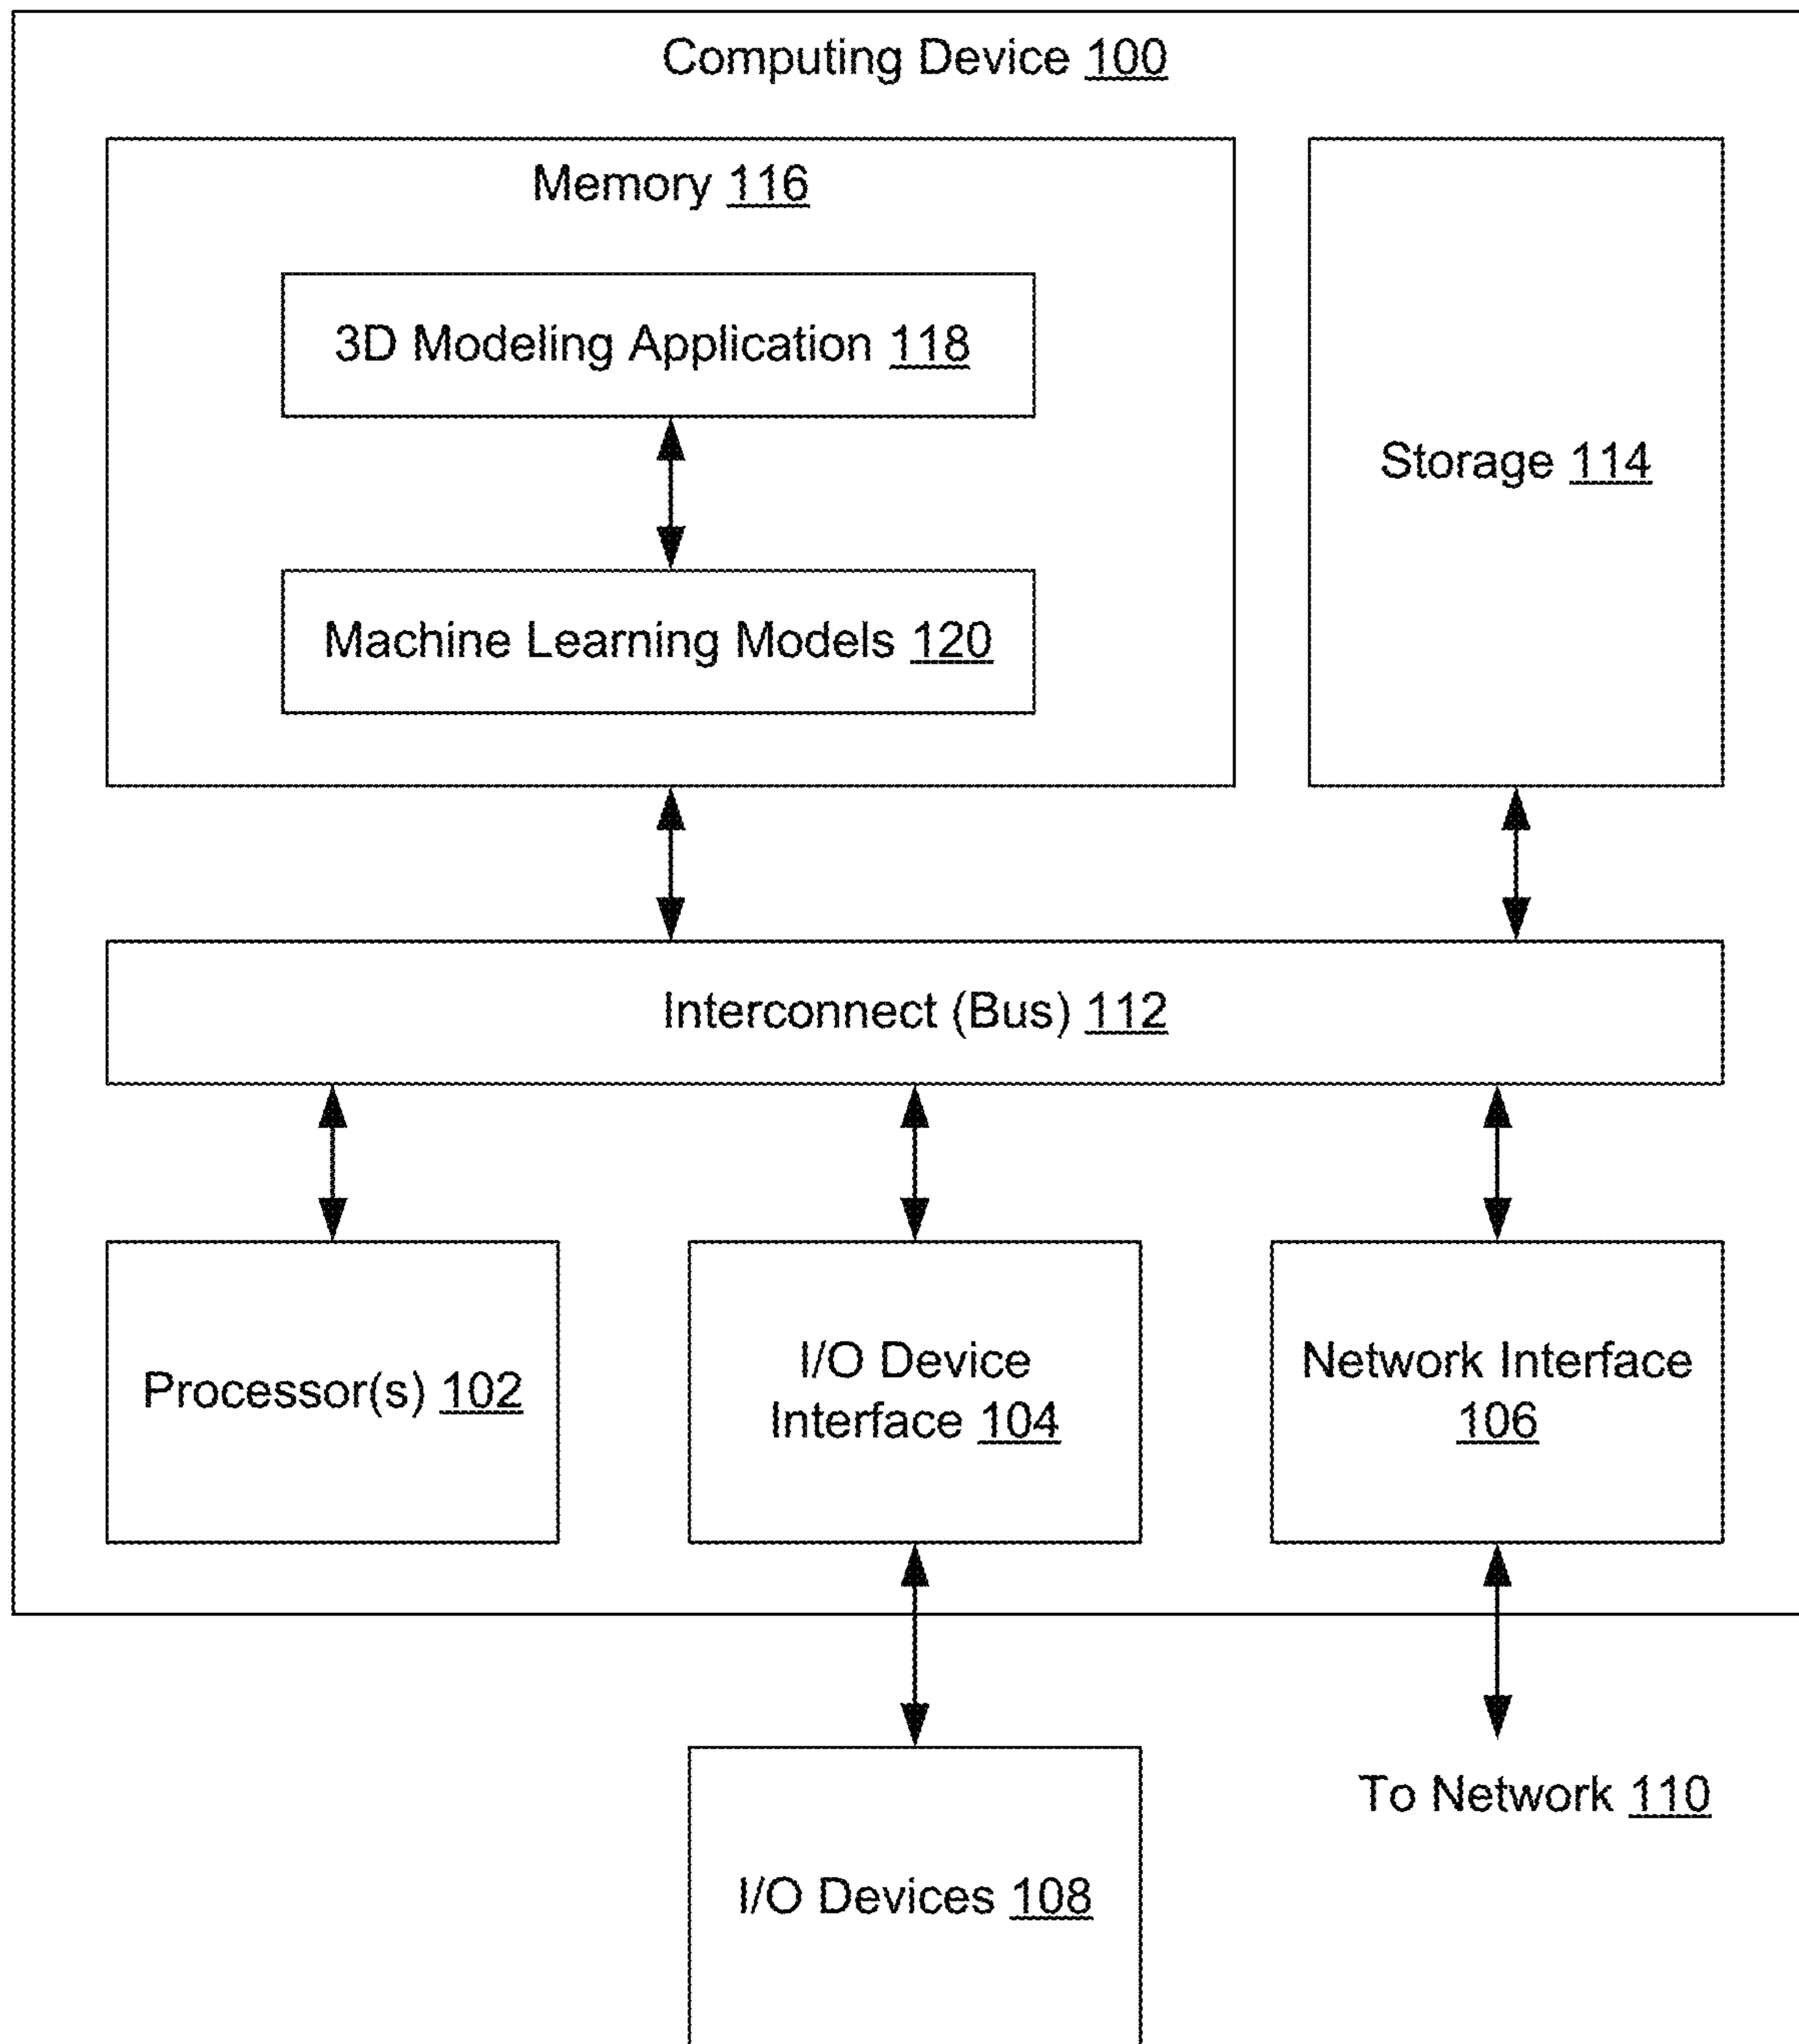 Computing Device 100
Memory 116
3D Modeling Application 118
Machine Learning Models 120
Storage 114
Interconnect (Bus) 112
Processor(s) 102
I/O Device
Interface 104
Network Interface
106
To Network 110
I/O Devices 108